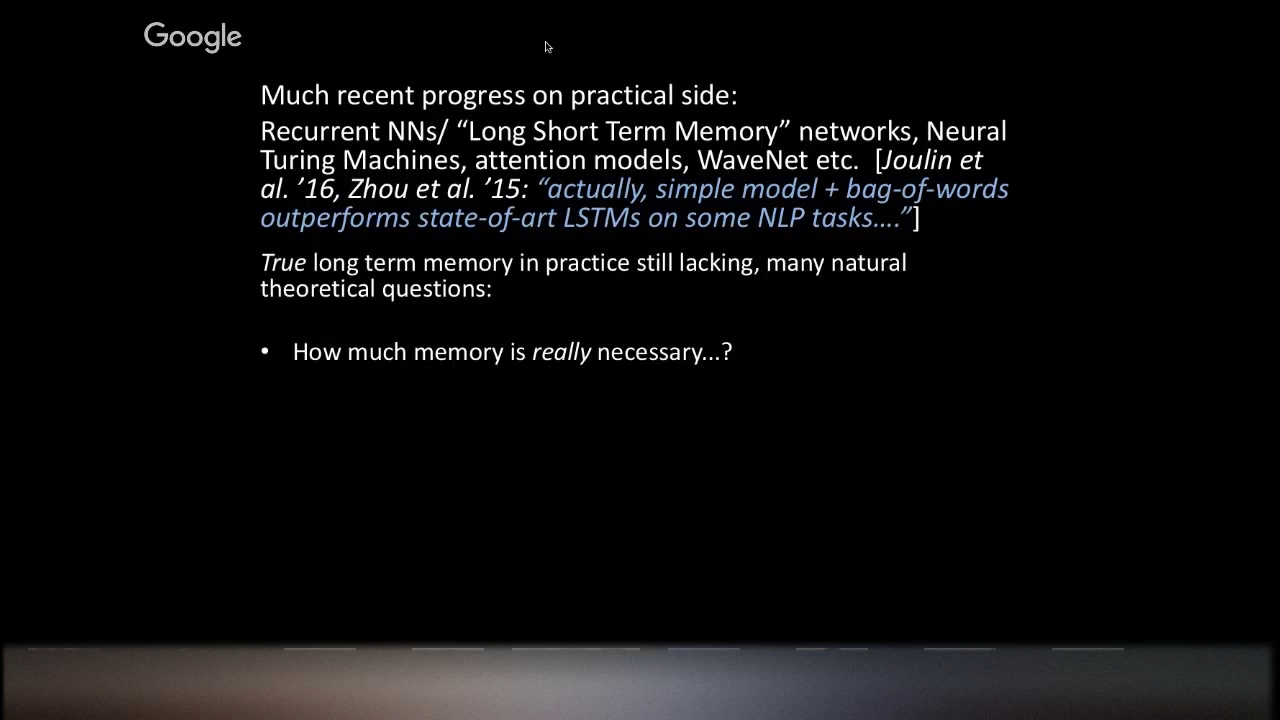 Google
Much recent progress on practical side:
Recurrent NNs/ “Long Short Term Memory” networks, Neural
Turing Machines, attention models, WaveNet etc. [Joulin et
al. ’16, Zhou et al. ’15: “actually, simple model + bag-of-words
outperforms state-of-art LSTMs on some NLP tasks….”]
True long term memory in practice still lacking, many natural
theoretical questions:
• How much memory is really necessary...?